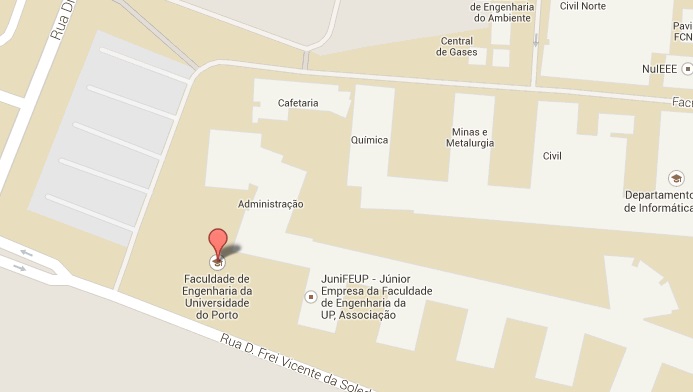 de Engenharia
do Ambiente
Civil Norte
Rua
Central
de Gases
Pavi
FCN
NuIEEE
Cafetaria
Química
Minas e
Metalurgia
Civil
Departamento
de Informática
Administração
Faculdade de
Engenharia da
Universidade
do Porto
JuniFEUP - Júnior
Empresa da Faculdade
de Engenharia da
UP, Associação
Rua D. Frei Vicente da Soled